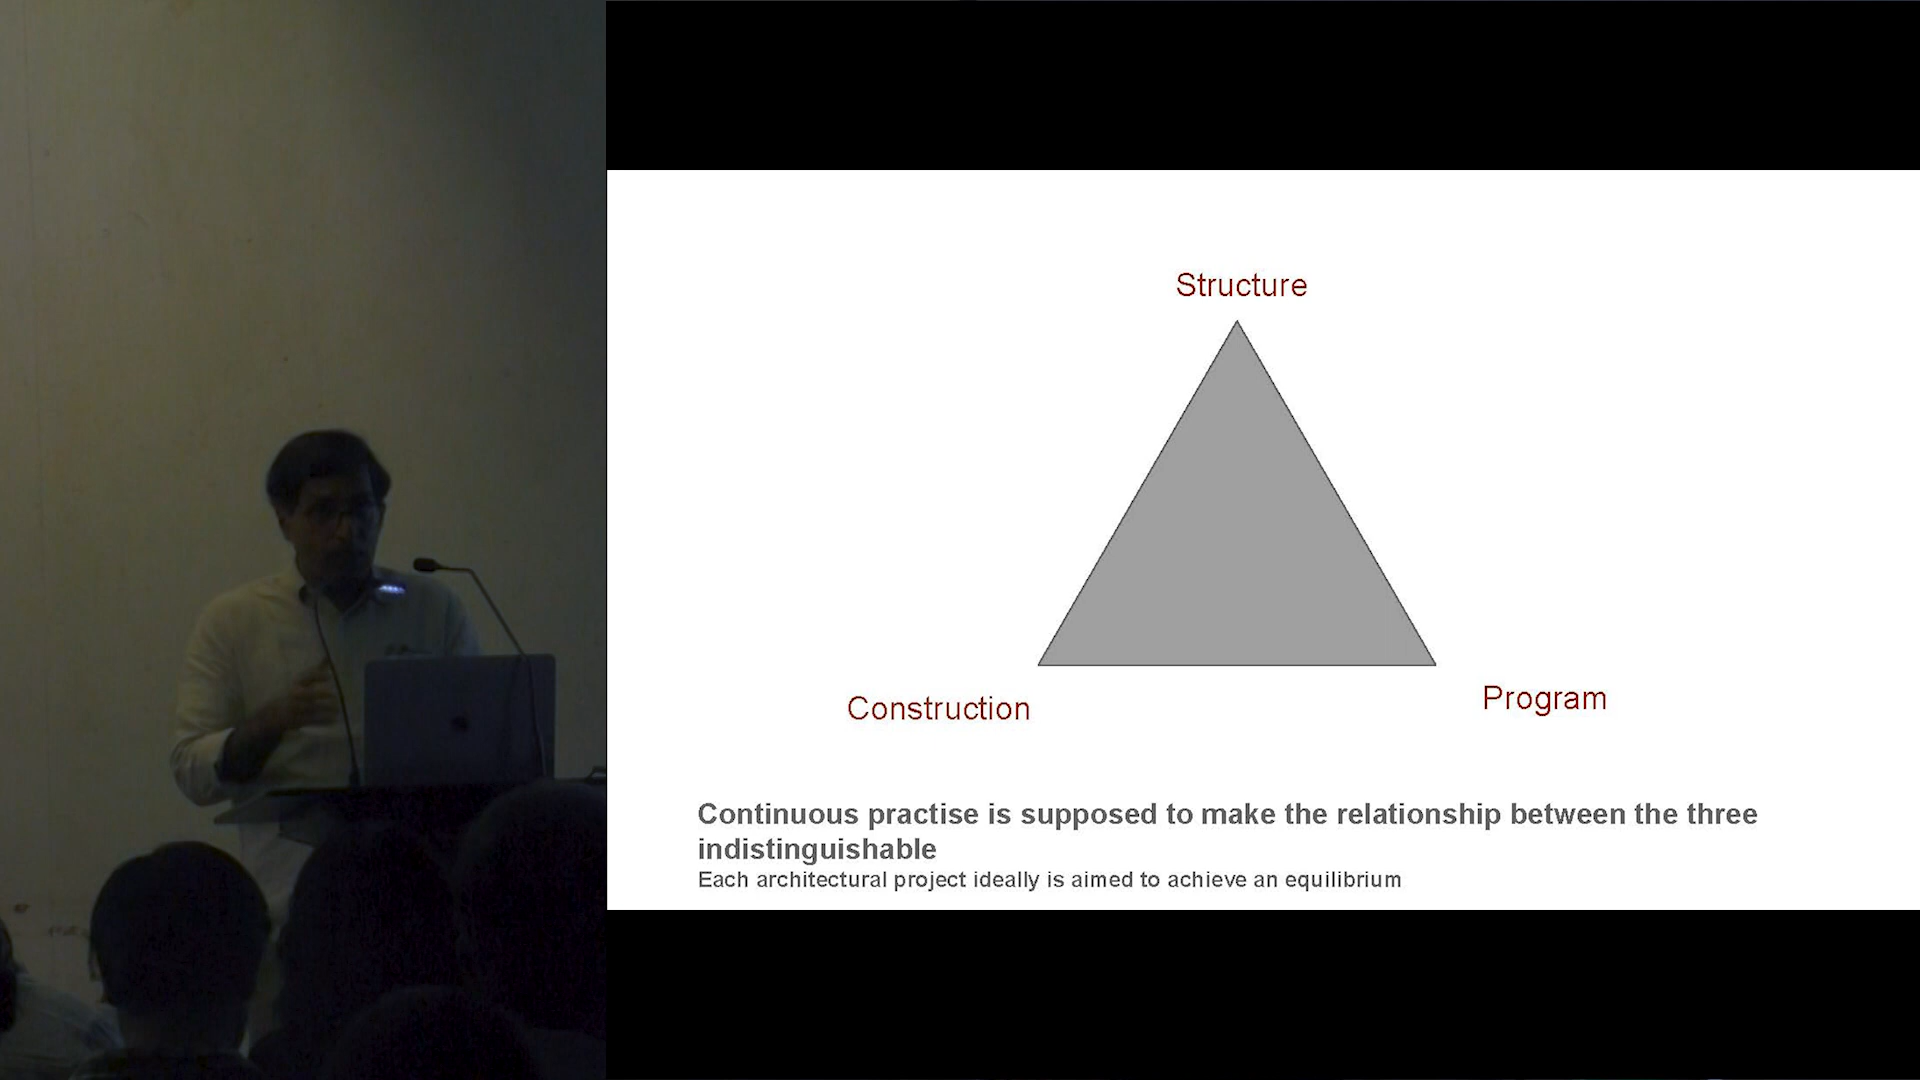 Structure
Construction
Program
Continuous practise is supposed to make the relationship between the three
indistinguishable
Each architectural project ideally is aimed to achieve an equilibrium